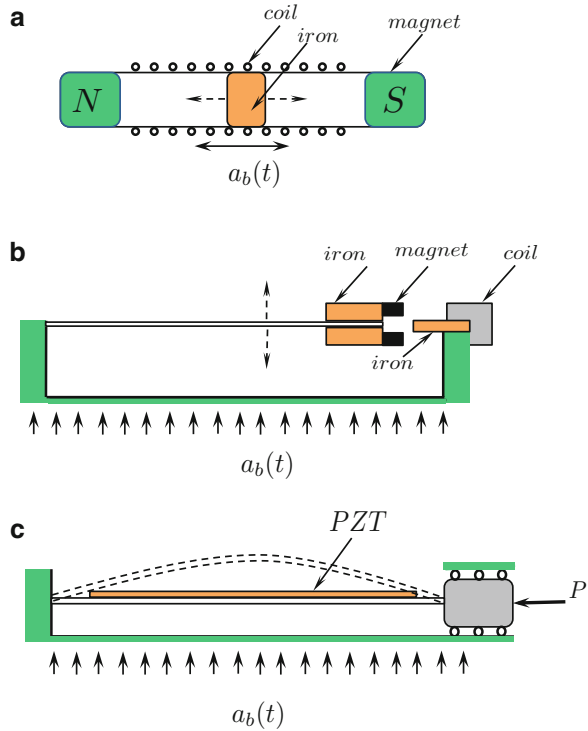 a
coil
iron
magnet
N
S
a_b(t)
b
iron
magnet
coil
iron
a_b(t)
c
PZT
P
a_b(t)